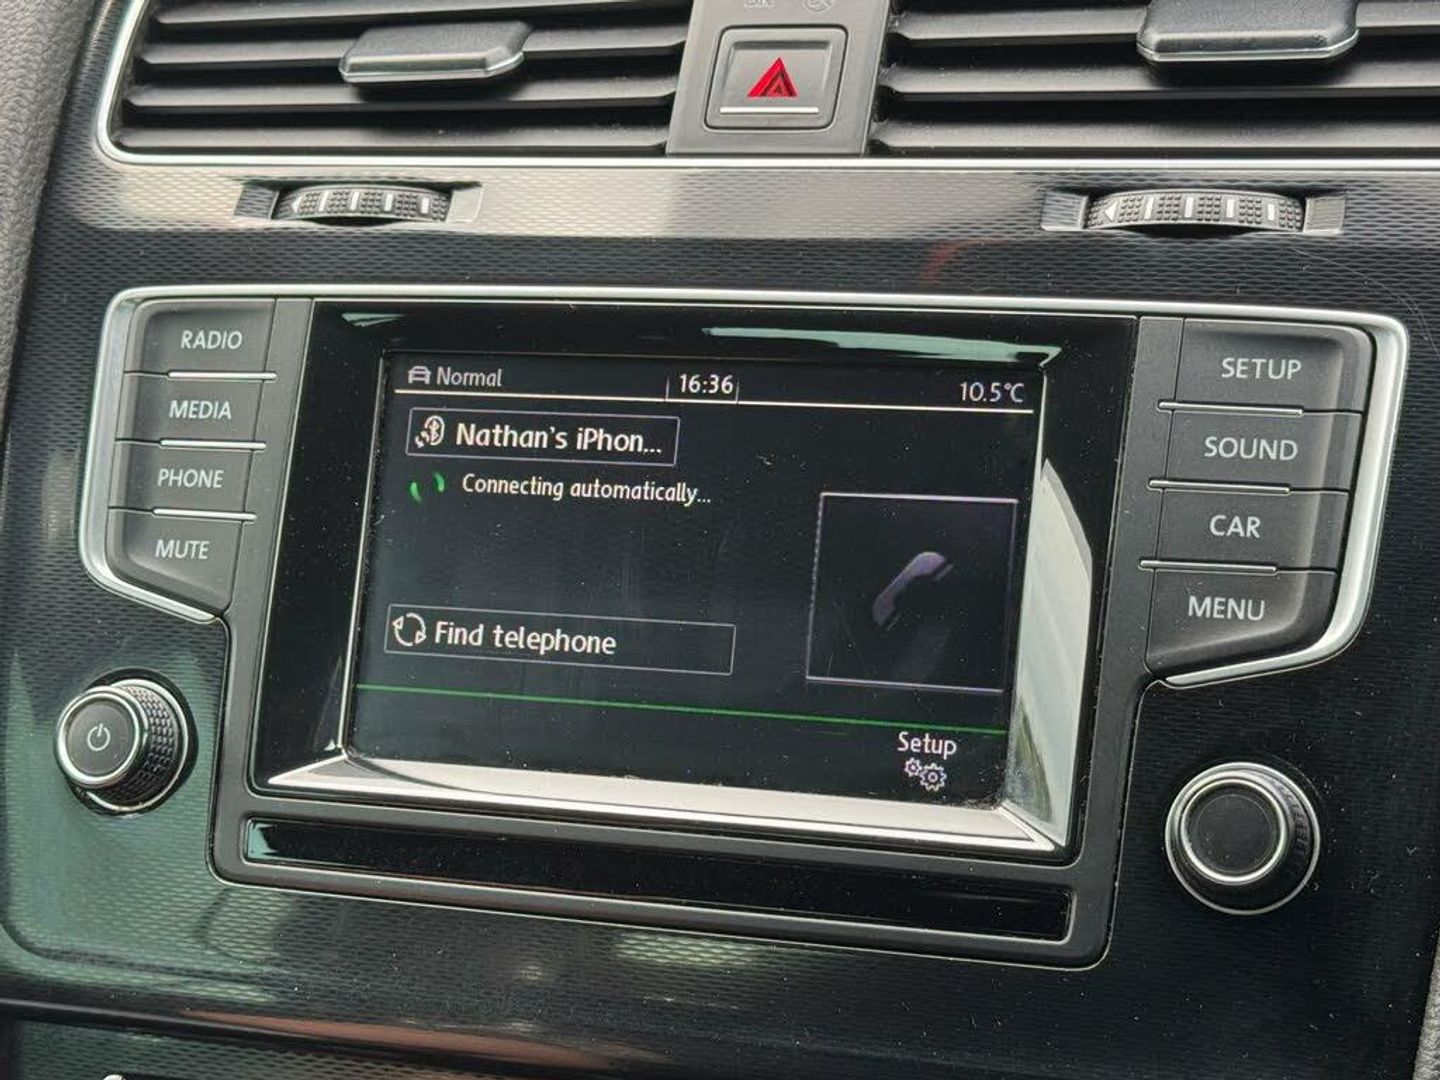 RADIO
MEDIA
PHONE
MUTE
Normal
16:36
10.5°C
Nathan's iPhon...
Connecting automatically...
Find telephone
Setup
SETUP
SOUND
CAR
MENU